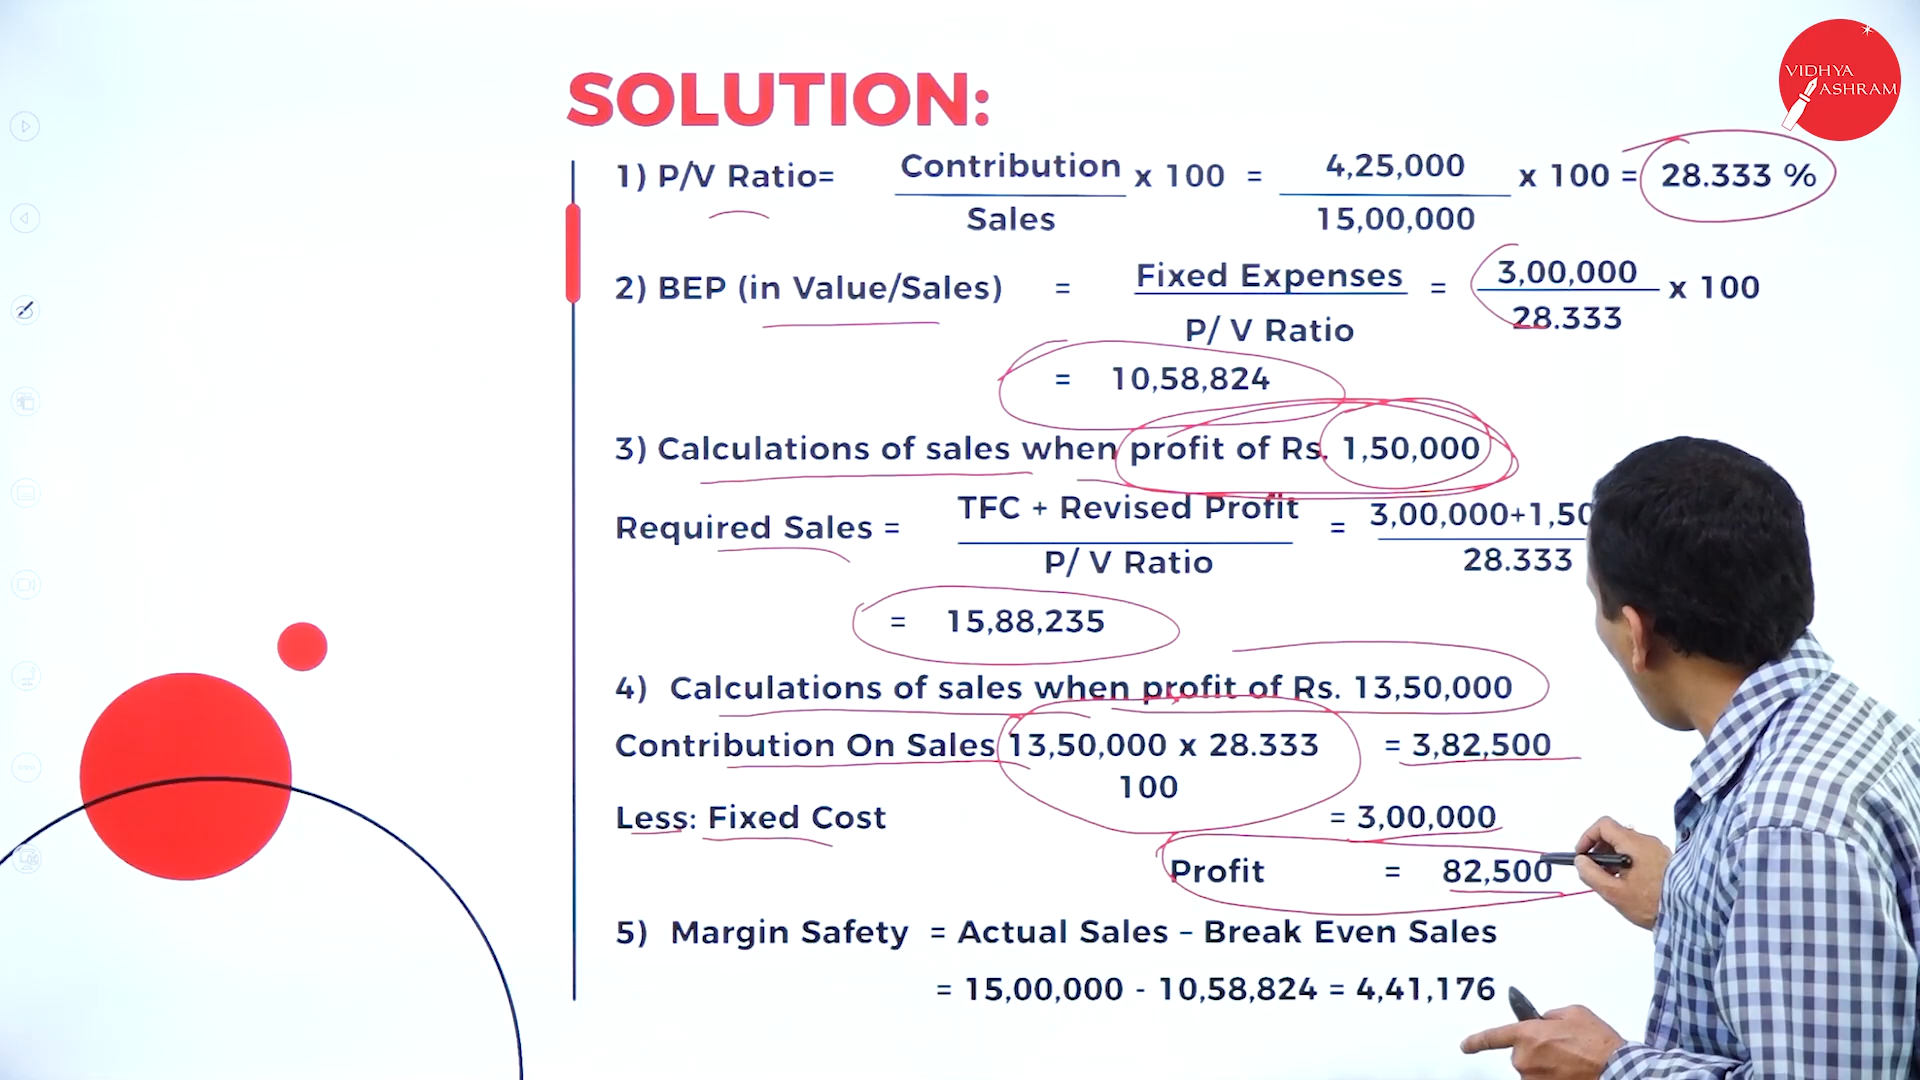 VIDHYA
ASHRAM
SOLUTION:
1) P/V Ratio= Contribution x 100 = 4,25,000 x 100 = 28.333 %
Sales 15,00,000
2) BEP (in Value/Sales) = Fixed Expenses = 3,00,000 x 100
P/ V Ratio 28.333
= 10,58,824
3) Calculations of sales when profit of Rs. 1,50,000
Required Sales = TFC + Revised Profit = 3,00,000+1,50
P/ V Ratio 28.333
= 15,88,235
4) Calculations of sales when profit of Rs. 13,50,000
Contribution On Sales 13,50,000 x 28.333 = 3,82,500
100
Less: Fixed Cost = 3,00,000
Profit = 82,500
5) Margin Safety = Actual Sales – Break Even Sales
= 15,00,000 - 10,58,824 = 4,41,176